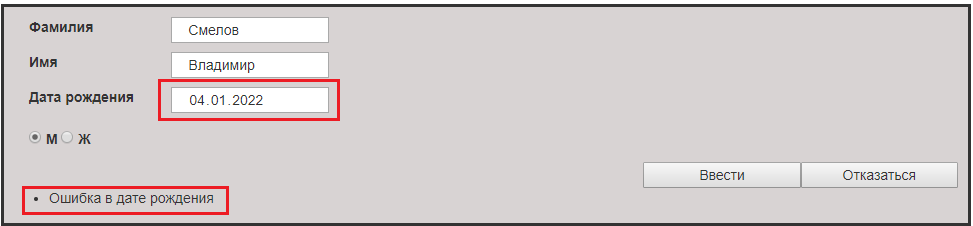 Фамилия Смелов
Имя Владимир
Дата рождения 04.01.2022
М Ж
Ввести Отказаться
• Ошибка в дате рождения